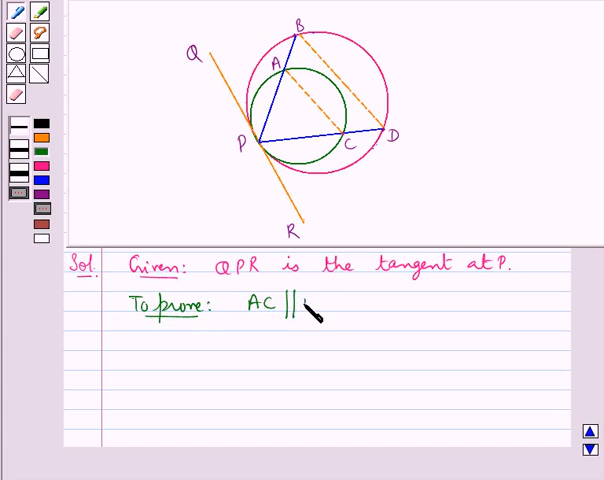 B
Q
A
P
C
D
R
Sol. Given: QPR is the tangent at P.
To prove: AC ||